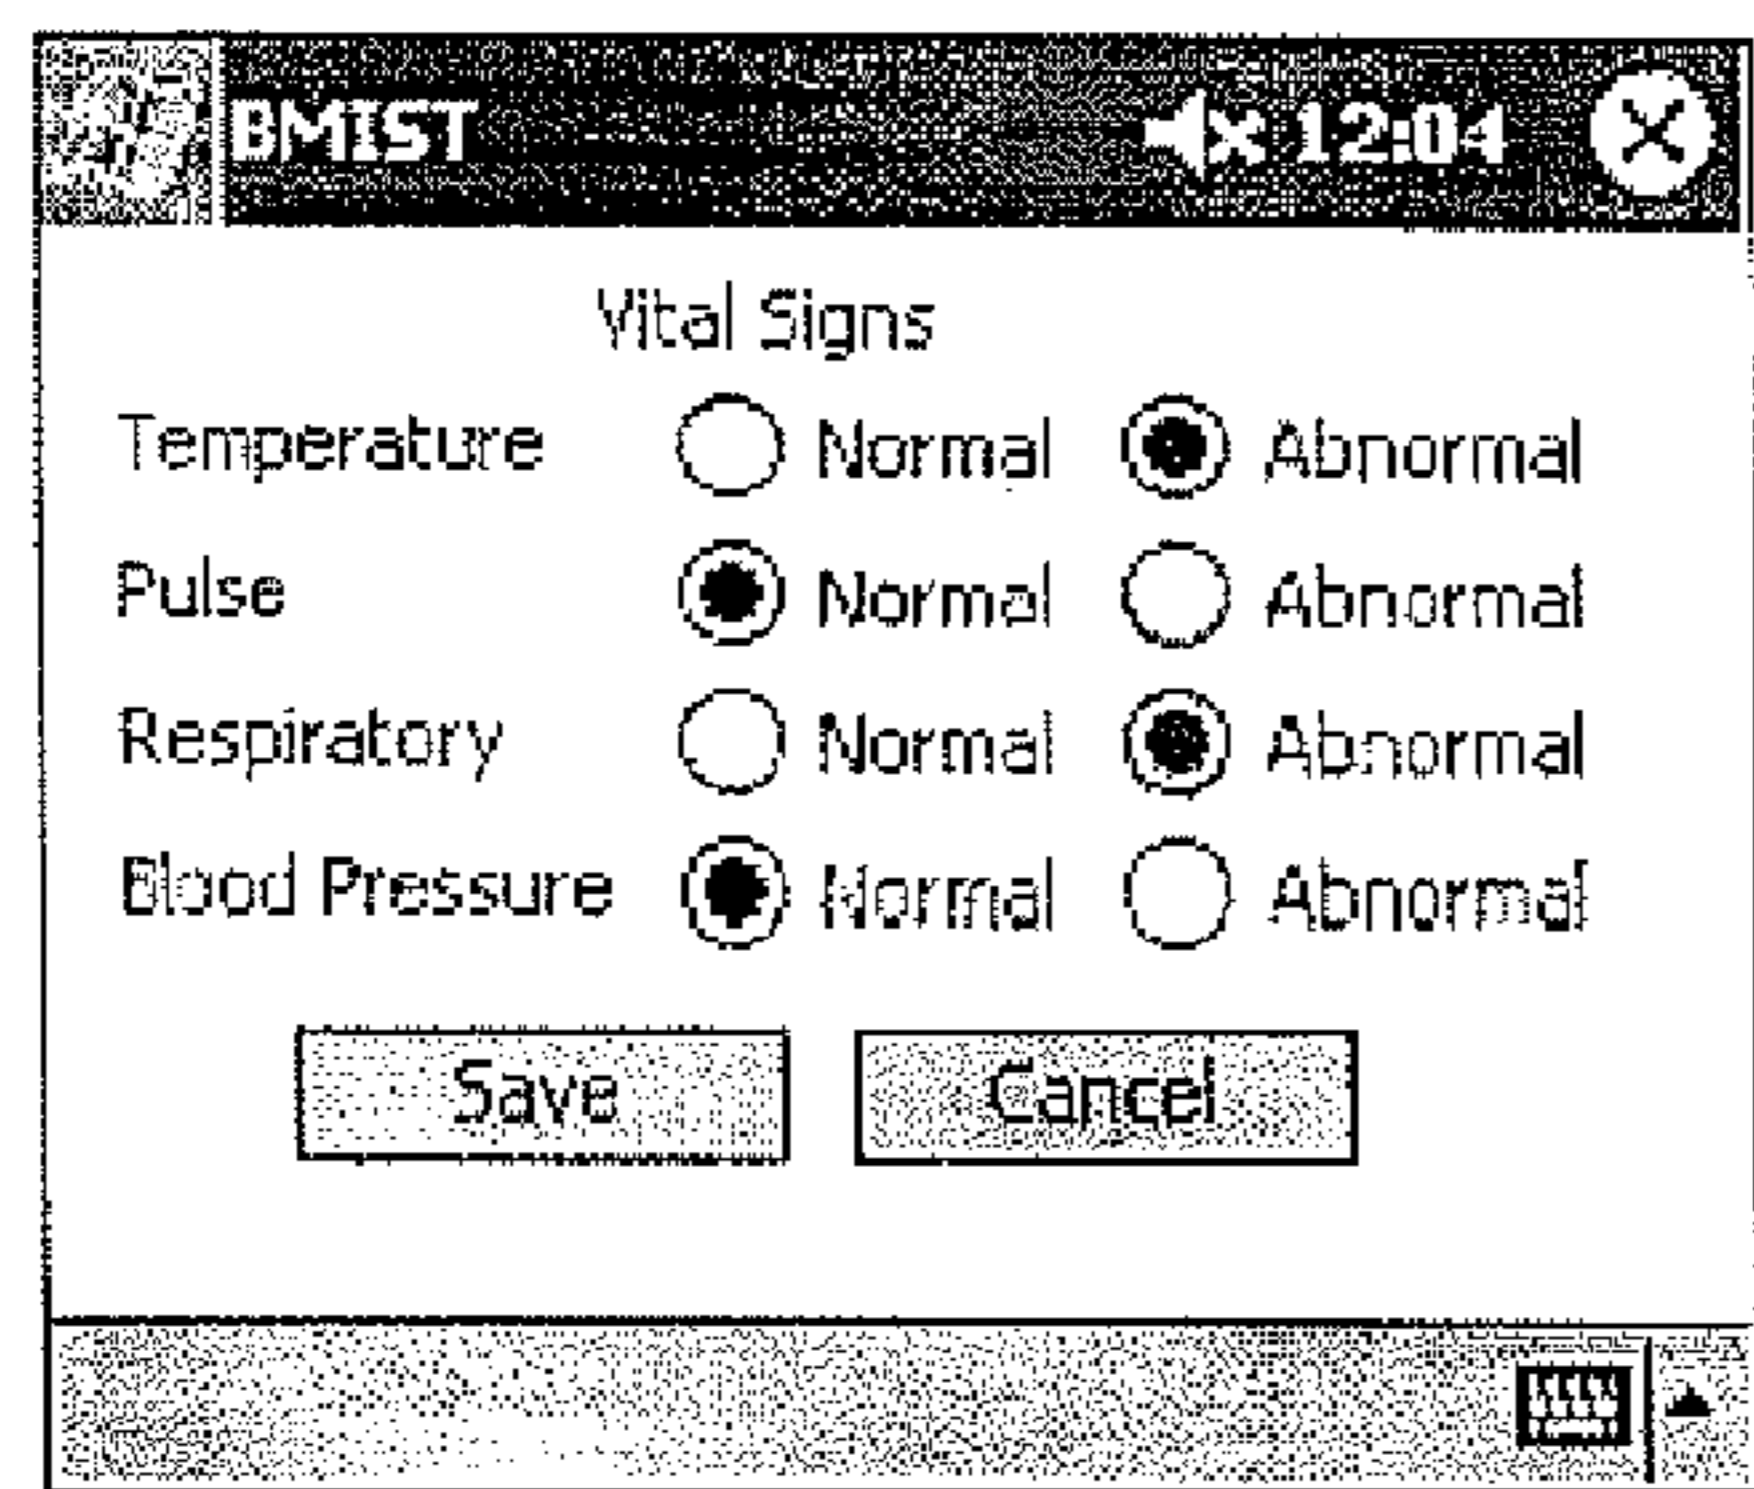 BMIST 12:04
Vital Signs
Temperature Normal Abnormal
Pulse Normal Abnormal
Respiratory Normal Abnormal
Blood Pressure Normal Abnormal
Save Cancel